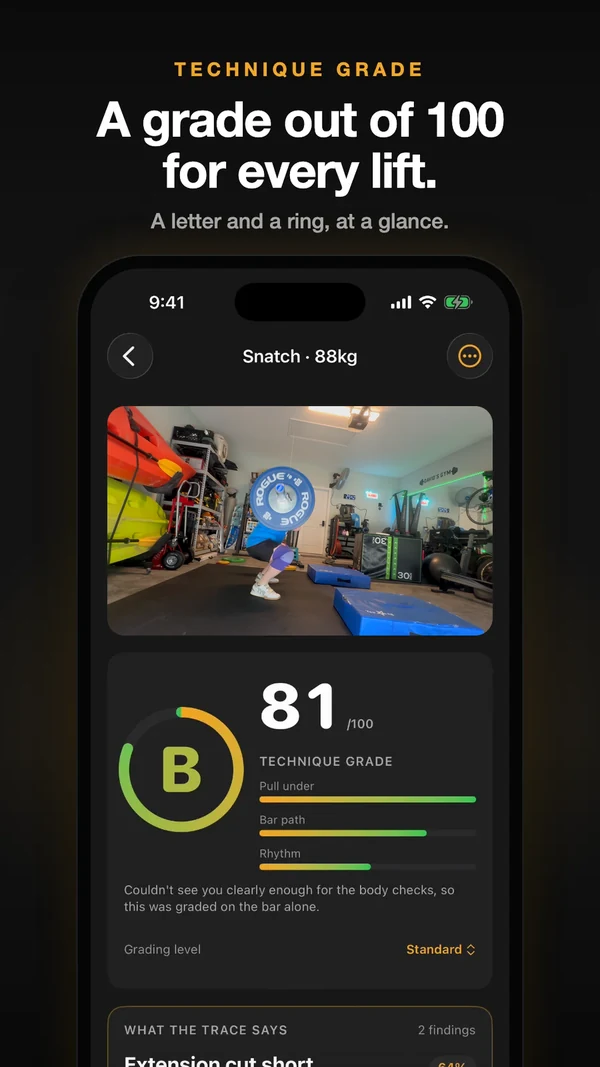 TECHNIQUE GRADE
A grade out of 100
for every lift.
A letter and a ring, at a glance.
9:41
Snatch · 88kg
ROGUE
ROGUE
30
81 /100
B
TECHNIQUE GRADE
Pull under
Bar path
Rhythm
Couldn't see you clearly enough for the body checks, so
this was graded on the bar alone.
Grading level
Standard
WHAT THE TRACE SAYS
2 findings
Extension cut short
64%